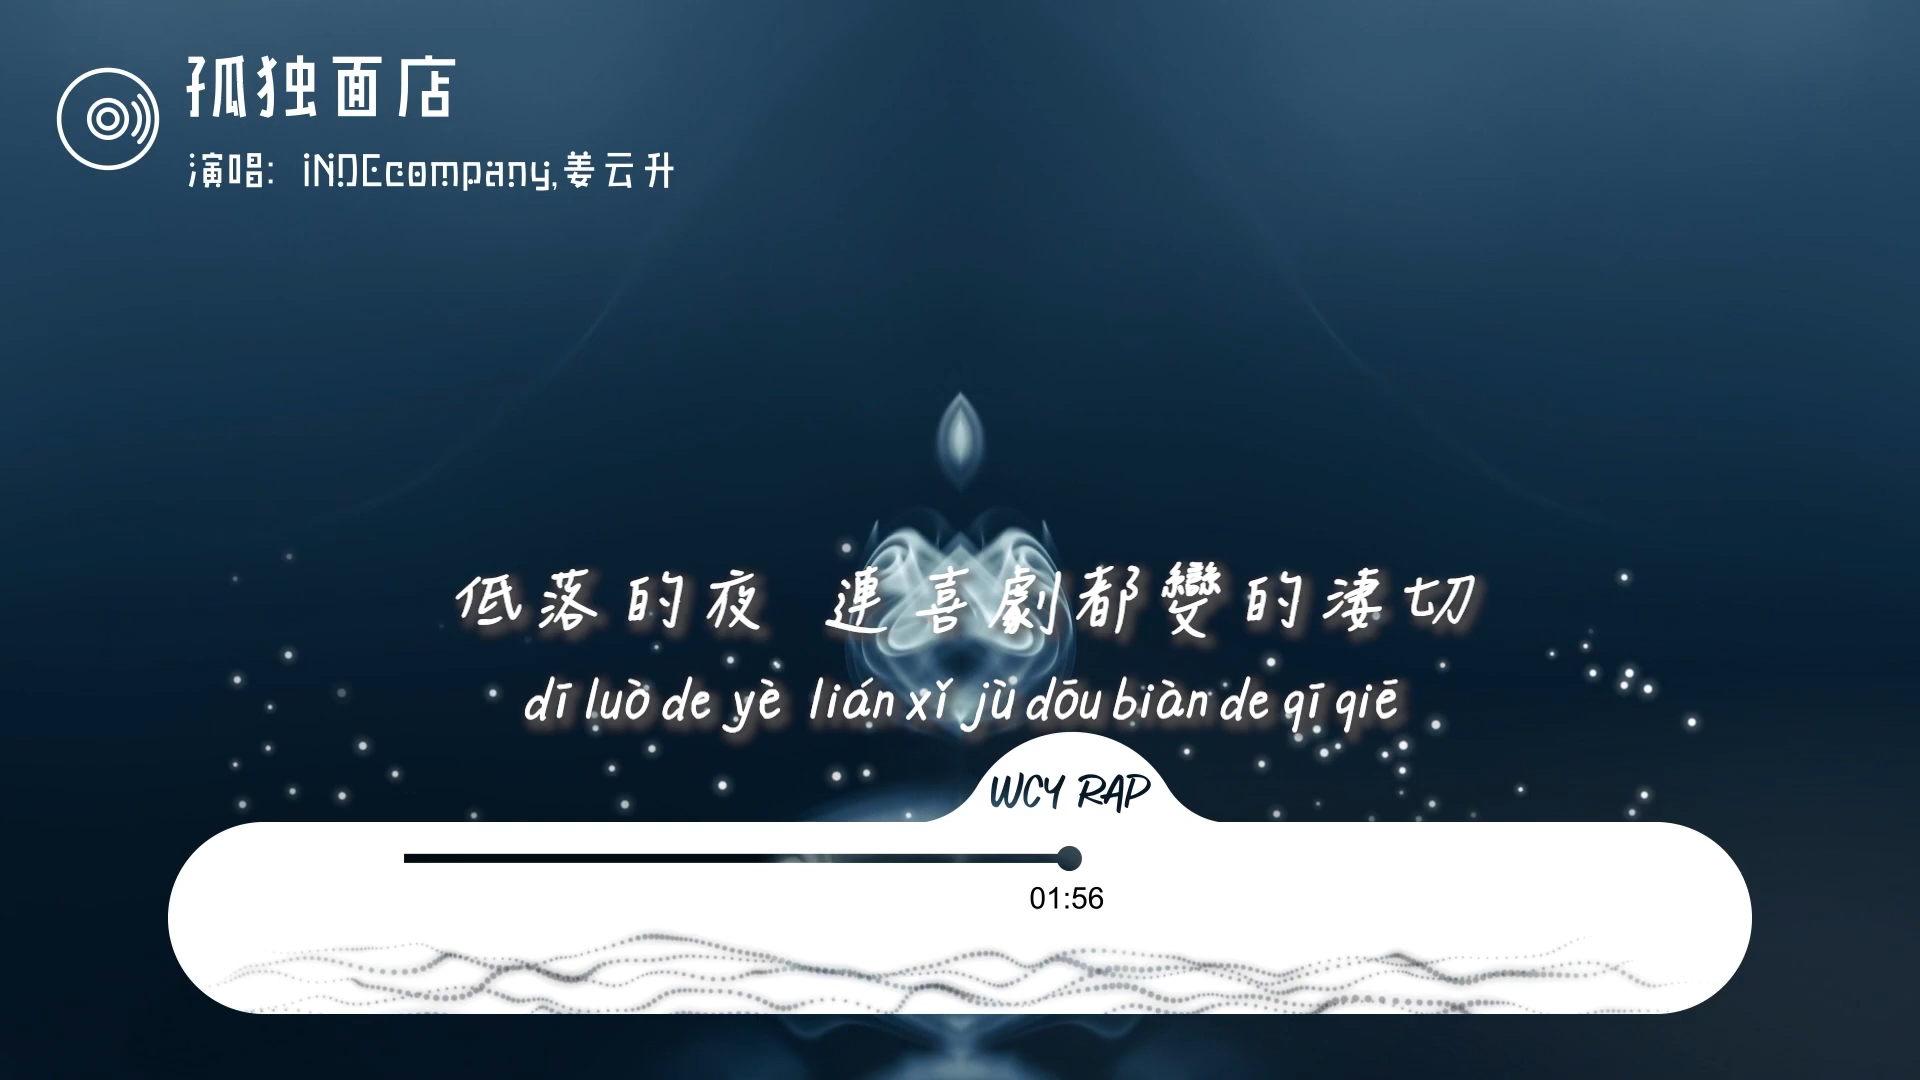 孤独面店
演唱: iNDEcompany,姜云升
低落的夜 連喜劇都變的淒切
dī luò de yè lián xǐ jù dōu biàn de qī qiē
WCY RAP
01:56